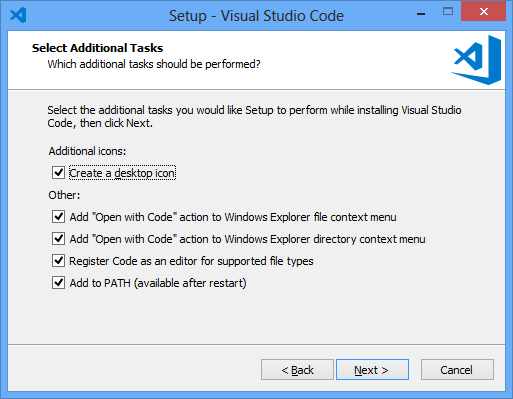 Setup - Visual Studio Code
Select Additional Tasks
Which additional tasks should be performed?
Select the additional tasks you would like Setup to perform while installing Visual Studio
Code, then click Next.
Additional icons:
Create a desktop icon
Other:
Add "Open with Code" action to Windows Explorer file context menu
Add "Open with Code" action to Windows Explorer directory context menu
Register Code as an editor for supported file types
Add to PATH (available after restart)
< Back
Next >
Cancel